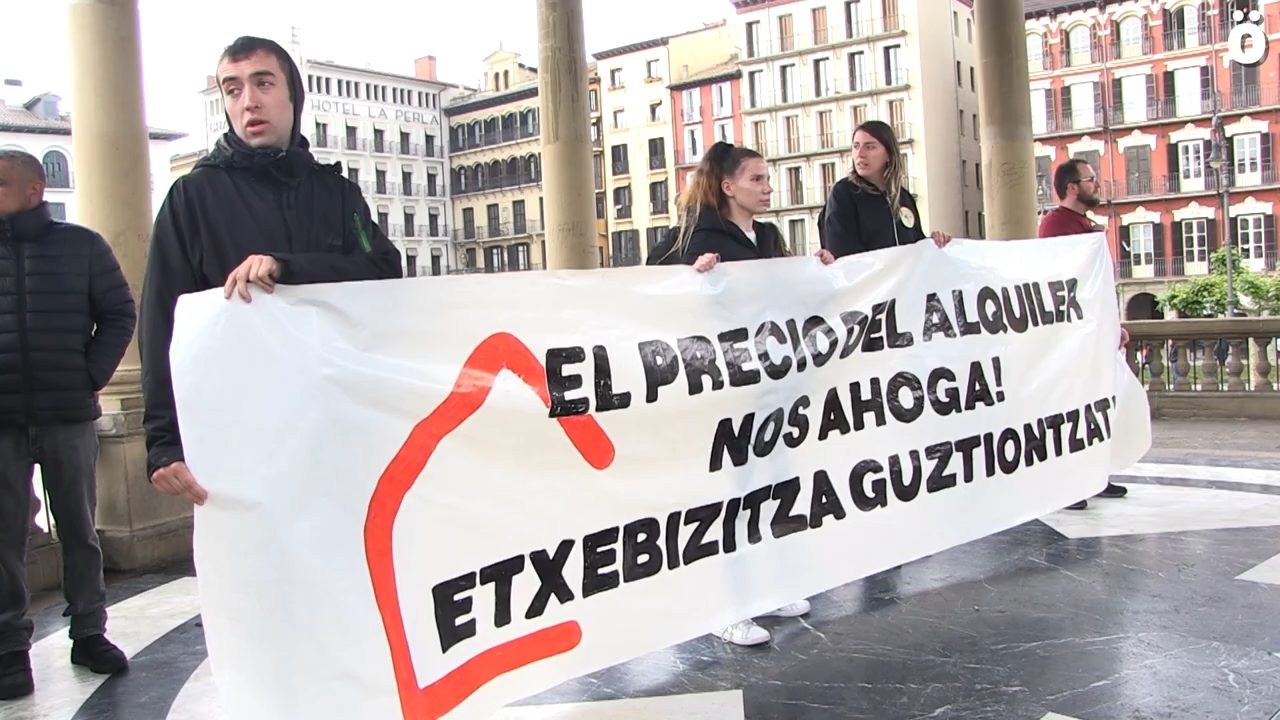 HOTEL LA PERLA
EL PRECIO DEL ALQUILER
NOS AHOGA!
ETXEBIZITZA GUZTIONTZAT!
ö